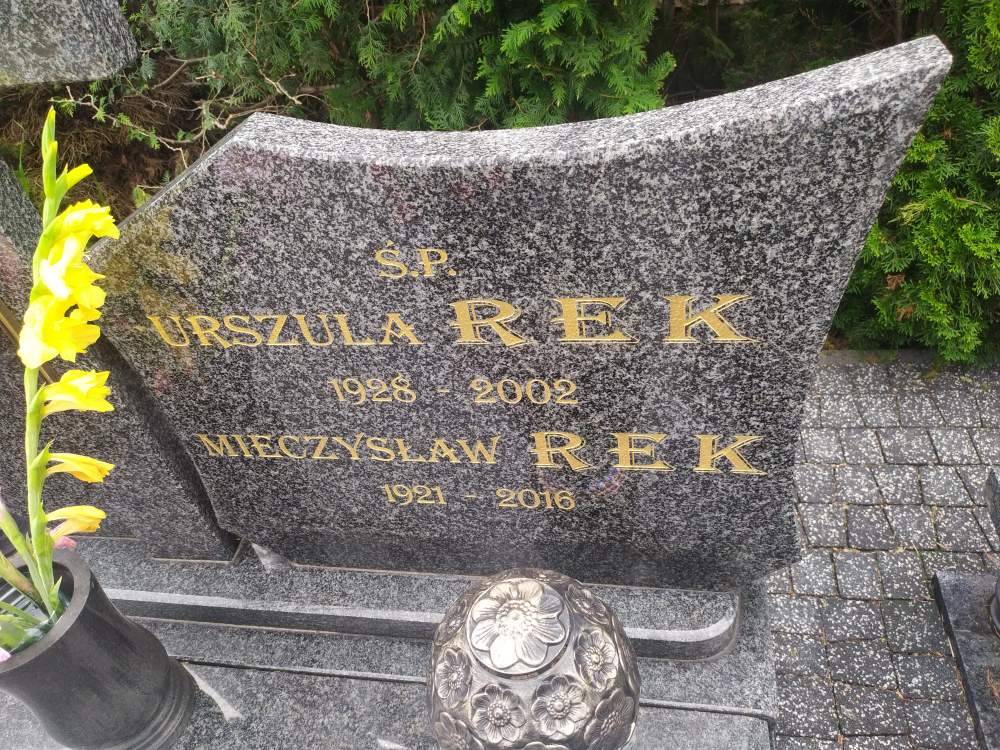 Ś.P.
URSZULA REK
1928 - 2002
MIECZYSŁAW REK
1921 - 2016